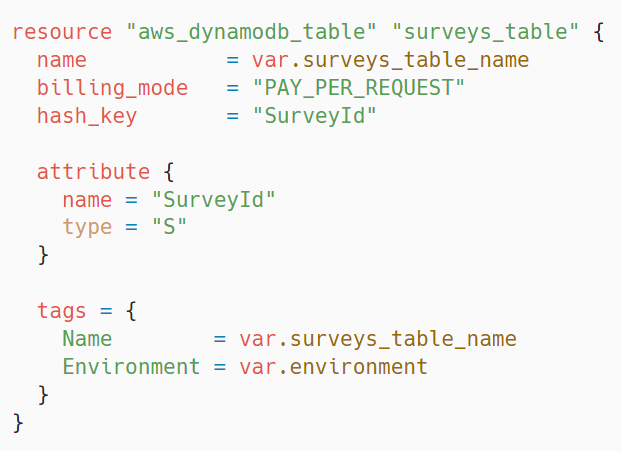 resource "aws_dynamodb_table" "surveys_table" {
  name           = var.surveys_table_name
  billing_mode   = "PAY_PER_REQUEST"
  hash_key       = "SurveyId"

  attribute {
    name = "SurveyId"
    type = "S"
  }

  tags = {
    Name        = var.surveys_table_name
    Environment = var.environment
  }
}